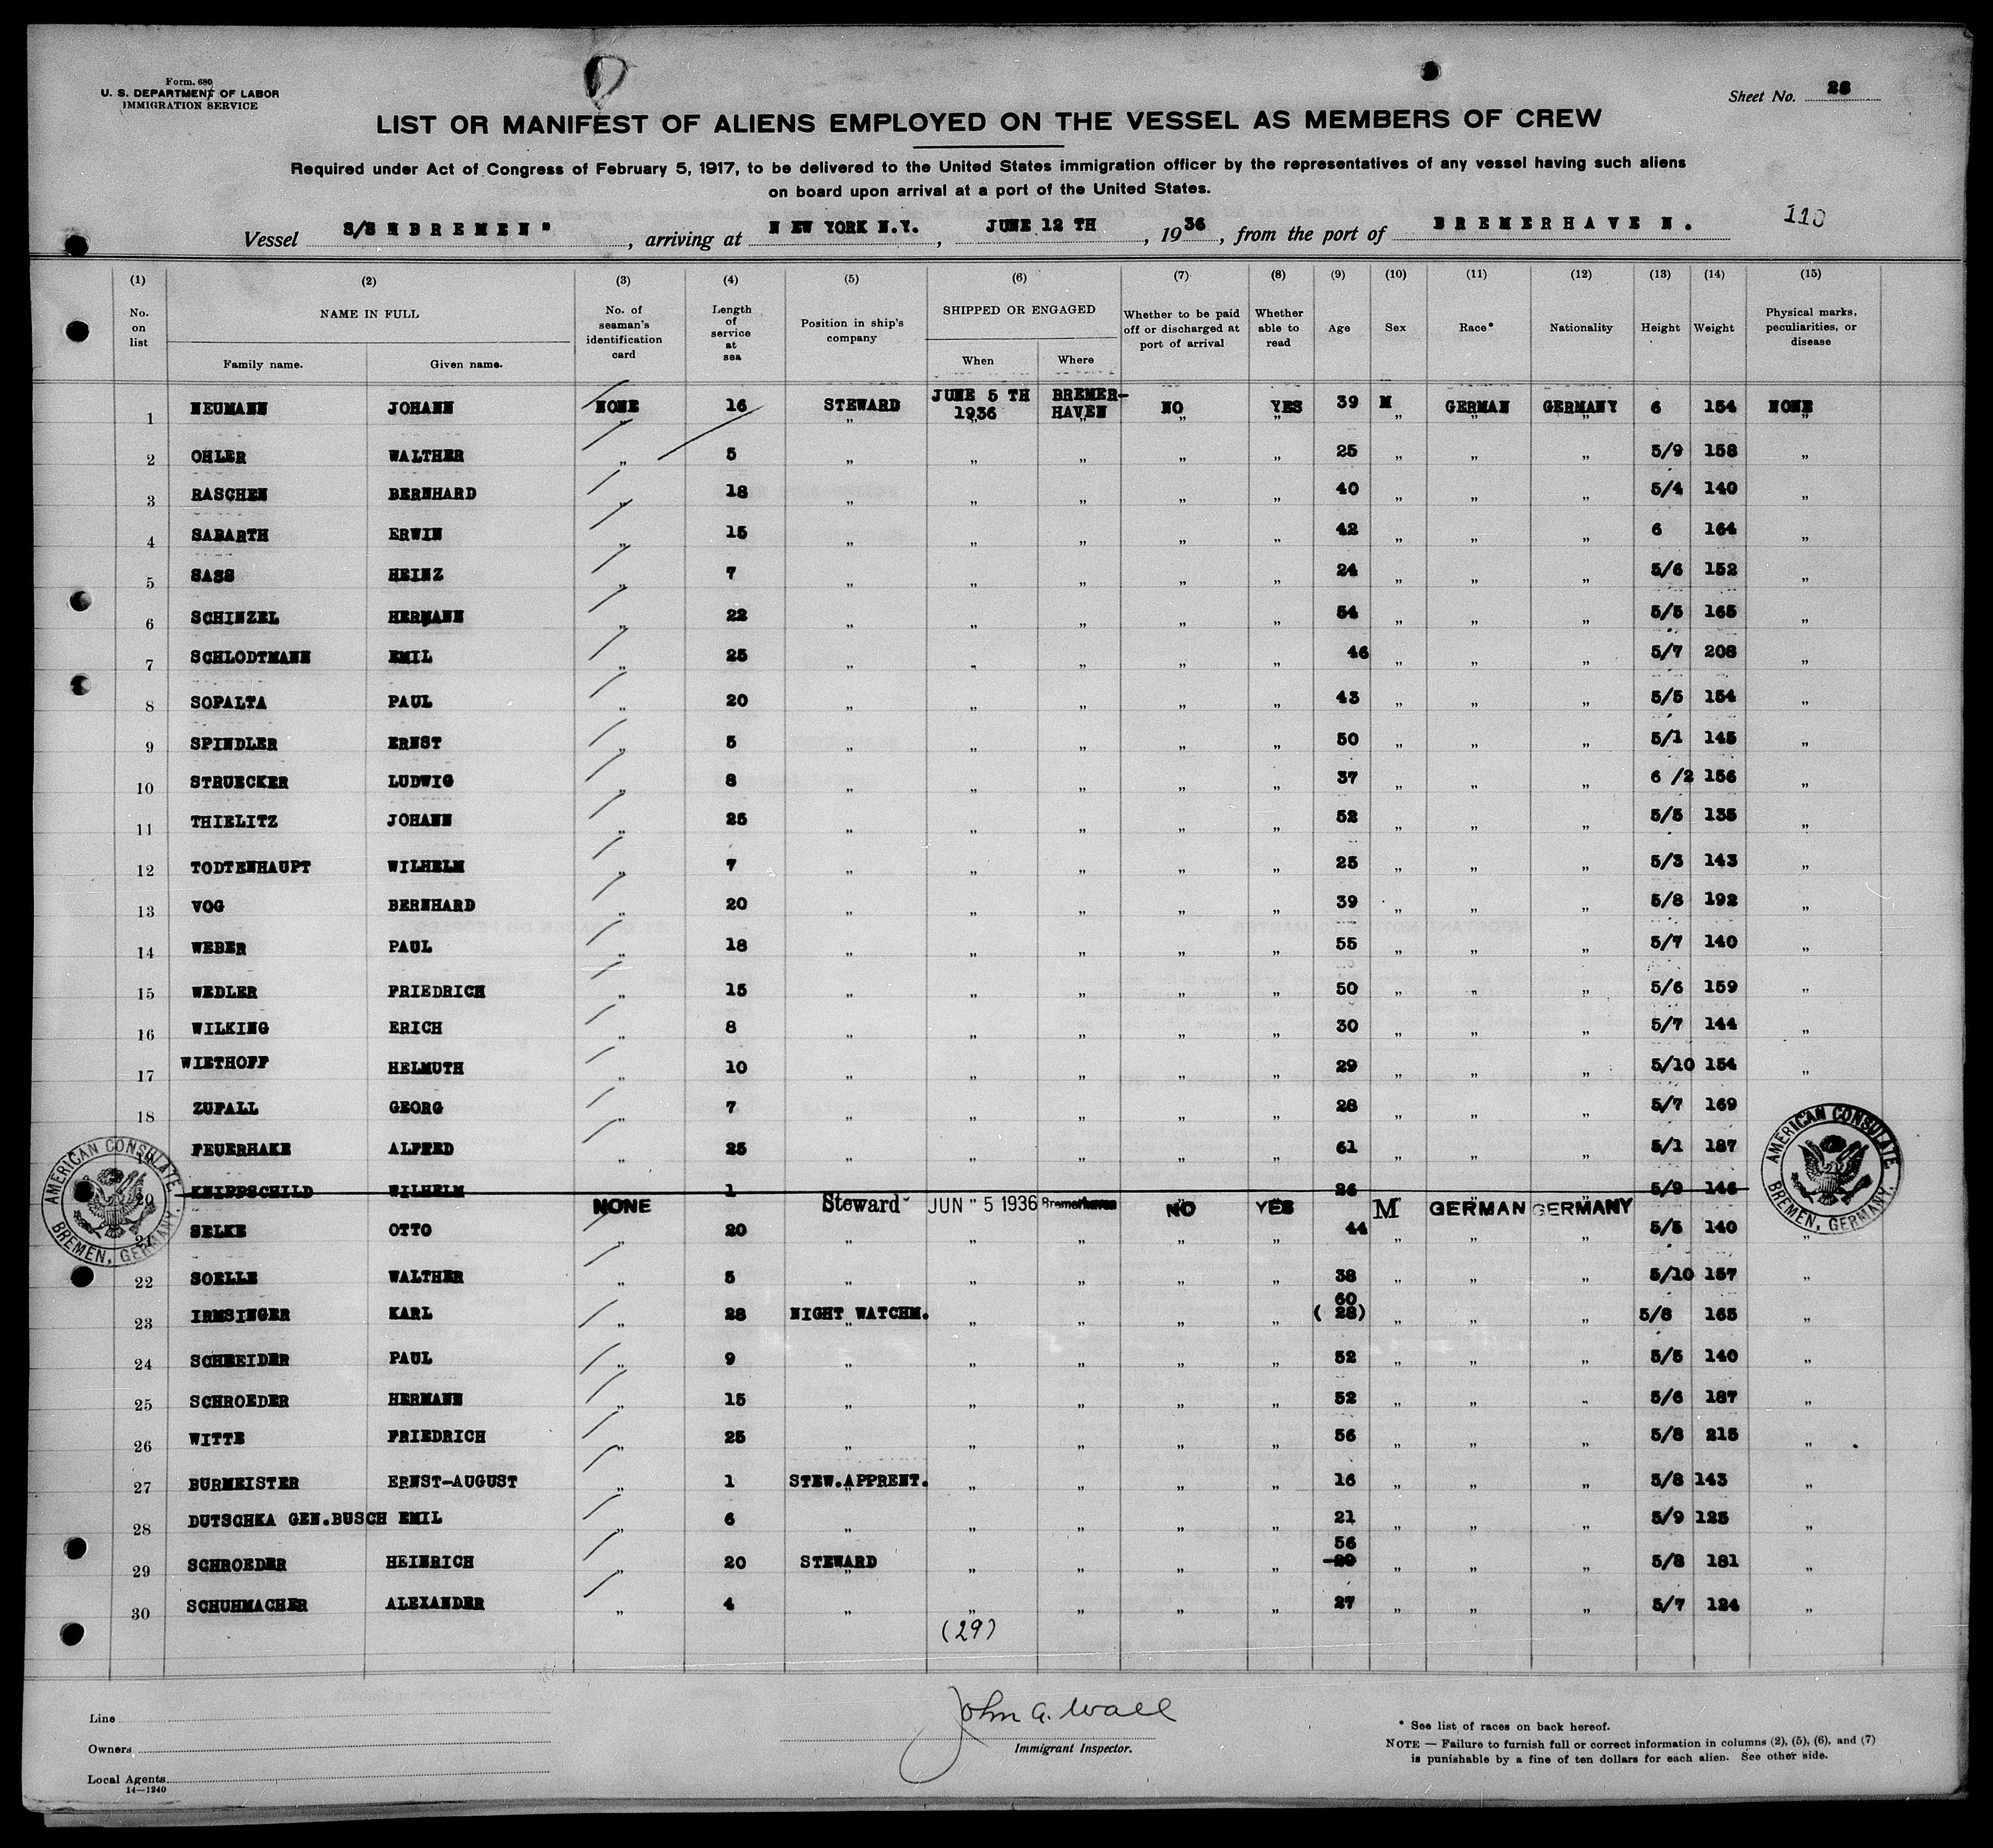 Form. 680
U. S. DEPARTMENT OF LABOR
IMMIGRATION SERVICE
Sheet No. 28
LIST OR MANIFEST OF ALIENS EMPLOYED ON THE VESSEL AS MEMBERS OF CREW
Required under Act of Congress of February 5, 1917, to be delivered to the United States immigration officer by the representatives of any vessel having such aliens
on board upon arrival at a port of the United States.
110
Vessel S/S "BREMEN" , arriving at NEW YORK N.Y. , JUNE 12 TH , 1936 , from the port of BREMERHAVEN.
(1) (2) (3) (4) (5) (6) (7) (8) (9) (10) (11) (12) (13) (14) (15)
No. on list NAME IN FULL Family name. Given name. No. of seaman's identification card Length of service at sea Position in ship's company SHIPPED OR ENGAGED When Where Whether to be paid off or discharged at port of arrival Whether able to read Age Sex Race* Nationality Height Weight Physical marks, peculiarities, or disease
1 NEUMANN JOHANN NONE 16 STEWARD JUNE 5 TH 1936 BREMERHAVEN NO YES 39 M GERMAN GERMANY 6 154 NONE
2 OHLER WALTHER " 5 " " " " " 25 " " " 5/9 158 "
3 RASCHEN BERNHARD " 18 " " " " " 40 " " " 5/4 140 "
4 SABARTH ERWIN " 15 " " " " " 42 " " " 6 164 "
5 SASS HEINZ " 7 " " " " " 24 " " " 5/6 152 "
6 SCHINZEL HERMANN " 22 " " " " " 54 " " " 5/5 165 "
7 SCHLODTMANN EMIL " 25 " " " " " 46 " " " 5/7 208 "
8 SOPALTA PAUL " 20 " " " " " 43 " " " 5/5 154 "
9 SPINDLER ERNST " 5 " " " " " 50 " " " 5/1 145 "
10 STRUECKER LUDWIG " 8 " " " " " 37 " " " 6 /2 156 "
11 THIELITZ JOHANN " 25 " " " " " 52 " " " 5/5 135 "
12 TODTENHAUPT WILHELM " 7 " " " " " 25 " " " 5/3 143 "
13 VOG BERNHARD " 20 " " " " " 39 " " " 5/8 192 "
14 WEBER PAUL " 18 " " " " " 55 " " " 5/7 140 "
15 WEDLER FRIEDRICH " 15 " " " " " 50 " " " 5/6 159 "
16 WILKING ERICH " 8 " " " " " 30 " " " 5/7 144 "
17 WIETHOFF HELMUTH " 10 " " " " " 29 " " " 5/10 154 "
18 ZUFALL GEORG " 7 " " " " " 28 " " " 5/7 169 "
19 FEUERHAKE ALFRED " 25 " " " " " 61 " " " 5/1 187 "
20 KNIPPSCHILD WILHELM 1 26 5/9 146
NONE Steward JUN " 5 1936 Bremerhaven NO YES M GERMAN GERMANY
21 SELKE OTTO " 20 " " " " " 44 " " " 5/5 140 "
22 SOELLE WALTHER " 5 " " " " " 38 " " " 5/10 157 "
23 IRMSINGER KARL " 28 NIGHT WATCHM. " " " " 60 (28) " " " 5/8 165 "
24 SCHNEIDER PAUL " 9 " " " " " 52 " " " 5/5 140 "
25 SCHROEDER HERMANN " 15 " " " " " 52 " " " 5/6 187 "
26 WITTE FRIEDRICH " 25 " " " " " 56 " " " 5/8 215 "
27 BURMEISTER ERNST-AUGUST " 1 STEW.APPRENT. " " " " 16 " " " 5/8 143 "
28 DUTSCHKA GEN.BUSCH EMIL " 6 " " " " " 21 " " " 5/9 125 "
29 SCHROEDER HEINRICH " 20 STEWARD " " " " 56 20 " " " 5/8 181 "
30 SCHUHMACHER ALEXANDER " 4 " " " " " 27 " " " 5/7 124 "
(29)
AMERICAN CONSULATE BREMEN, GERMANY.
AMERICAN CONSULATE BREMEN, GERMANY.
Line
Owners
Local Agents
14—1240
John A. Wall
Immigrant Inspector.
* See list of races on back hereof.
NOTE — Failure to furnish full or correct information in columns (2), (5), (6), and (7)
is punishable by a fine of ten dollars for each alien. See other side.